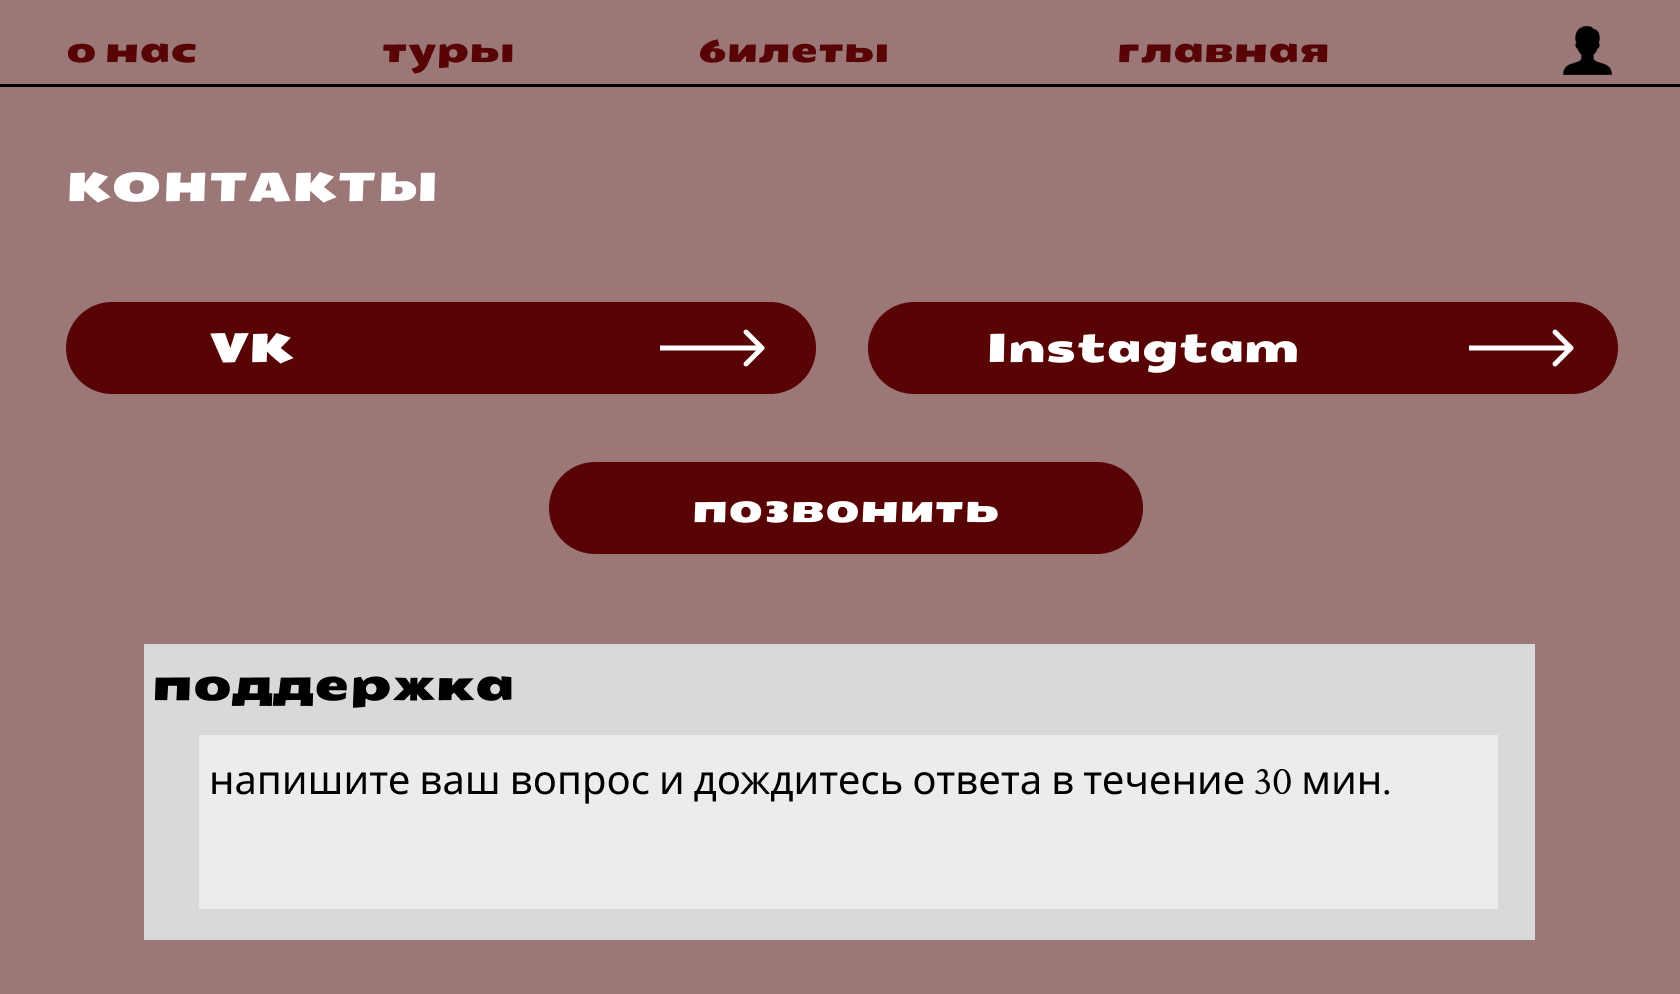 о нас туры билеты главная
КОНТАКТЫ
VK Instagtam
позвонить
поддержка
напишите ваш вопрос и дождитесь ответа в течение 30 мин.